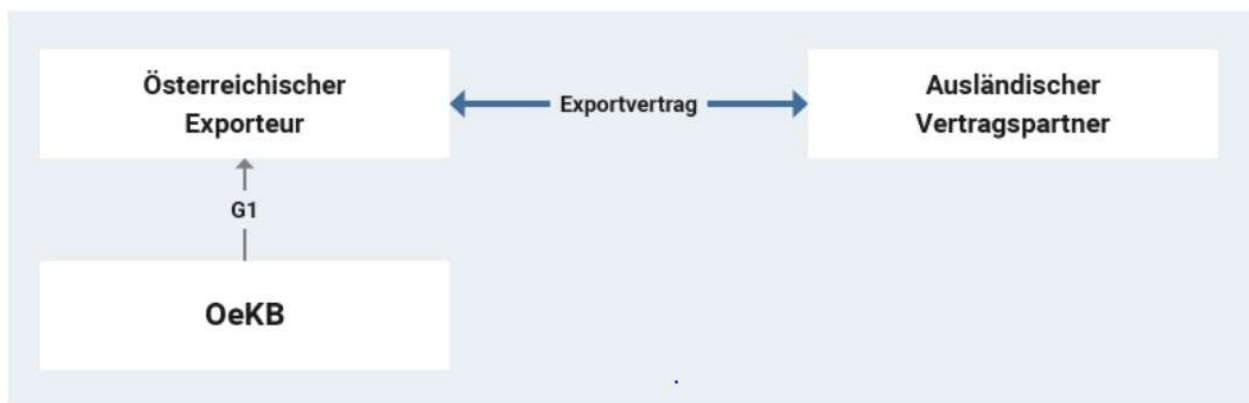 Österreichischer
Exporteur
Exportvertrag
Ausländischer
Vertragspartner
G1
OeKB